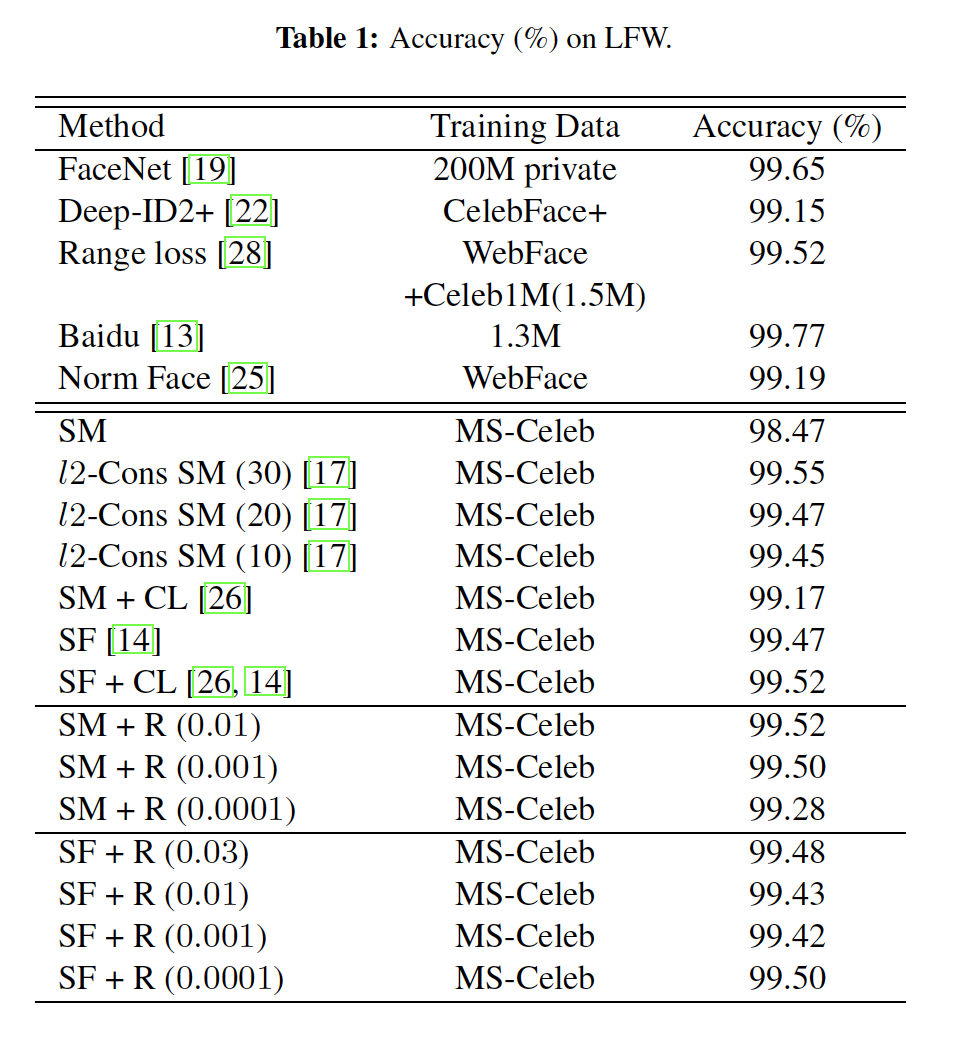 Table 1: Accuracy (%) on LFW.
Method Training Data Accuracy (%)
FaceNet [19] 200M private 99.65
Deep-ID2+ [22] CelebFace+ 99.15
Range loss [28] WebFace 99.52
+Celeb1M(1.5M)
Baidu [13] 1.3M 99.77
Norm Face [25] WebFace 99.19
SM MS-Celeb 98.47
l2-Cons SM (30) [17] MS-Celeb 99.55
l2-Cons SM (20) [17] MS-Celeb 99.47
l2-Cons SM (10) [17] MS-Celeb 99.45
SM + CL [26] MS-Celeb 99.17
SF [14] MS-Celeb 99.47
SF + CL [26, 14] MS-Celeb 99.52
SM + R (0.01) MS-Celeb 99.52
SM + R (0.001) MS-Celeb 99.50
SM + R (0.0001) MS-Celeb 99.28
SF + R (0.03) MS-Celeb 99.48
SF + R (0.01) MS-Celeb 99.43
SF + R (0.001) MS-Celeb 99.42
SF + R (0.0001) MS-Celeb 99.50